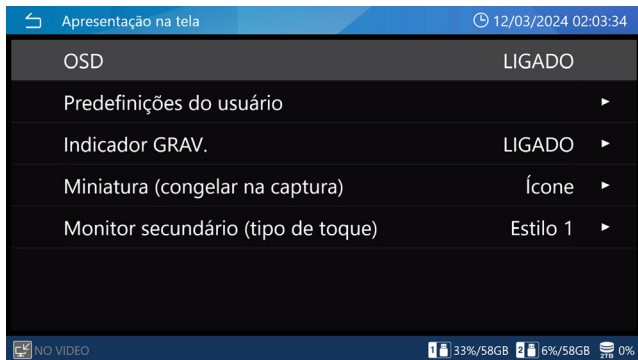 Apresentação na tela 12/03/2024 02:03:34
OSD LIGADO
Predefinições do usuário ►
Indicador GRAV. LIGADO ►
Miniatura (congelar na captura) Ícone ►
Monitor secundário (tipo de toque) Estilo 1 ►
NO VIDEO 1 33%/58GB 2 6%/58GB 2TB 0%